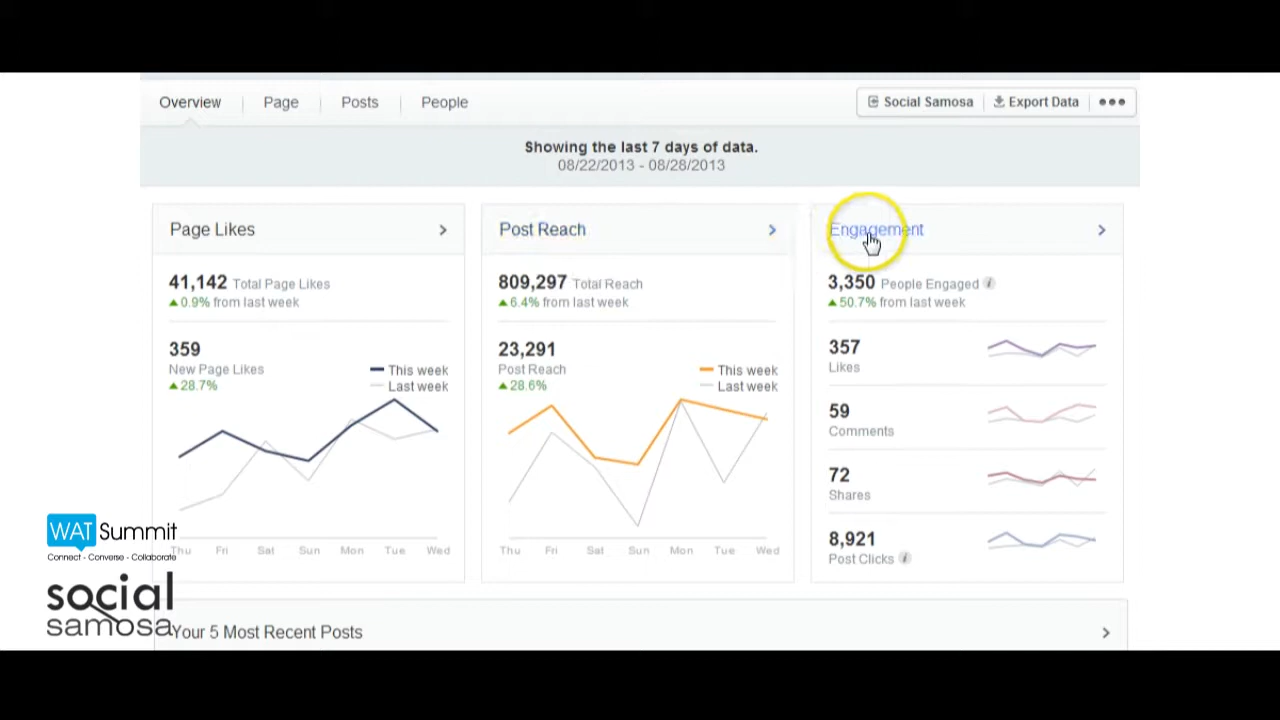 Overview Page Posts People Social Samosa Export Data
Showing the last 7 days of data.
08/22/2013 - 08/28/2013
Page Likes
41,142 Total Page Likes
0.9% from last week
359
New Page Likes
28.7%
This week
Last week
Thu Fri Sat Sun Mon Tue Wed
Post Reach
809,297 Total Reach
6.4% from last week
23,291
Post Reach
28.6%
This week
Last week
Thu Fri Sat Sun Mon Tue Wed
Engagement
3,350 People Engaged
50.7% from last week
357
Likes
59
Comments
72
Shares
8,921
Post Clicks
WAT Summit
Connect - Converse - Collaborate
social
samosa
Your 5 Most Recent Posts